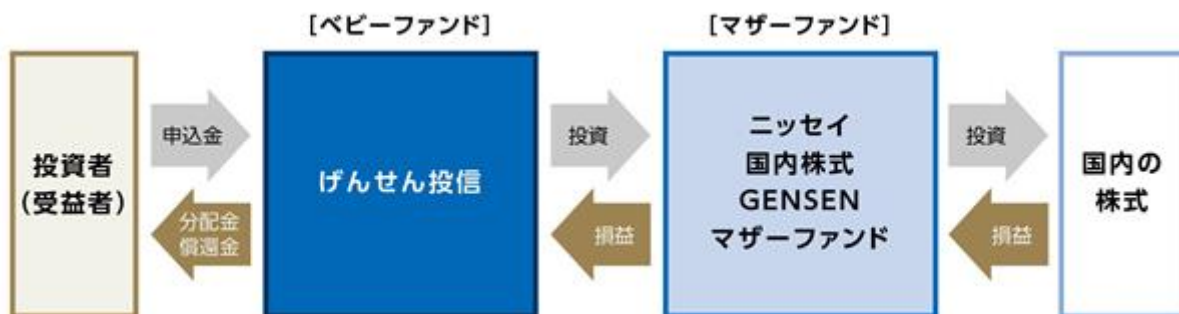 [ベビーファンド]
[マザーファンド]
投資者
(受益者)
申込金
分配金
償還金
げんせん投信
投資
損益
ニッセイ
国内株式
GENSEN
マザーファンド
投資
損益
国内の
株式